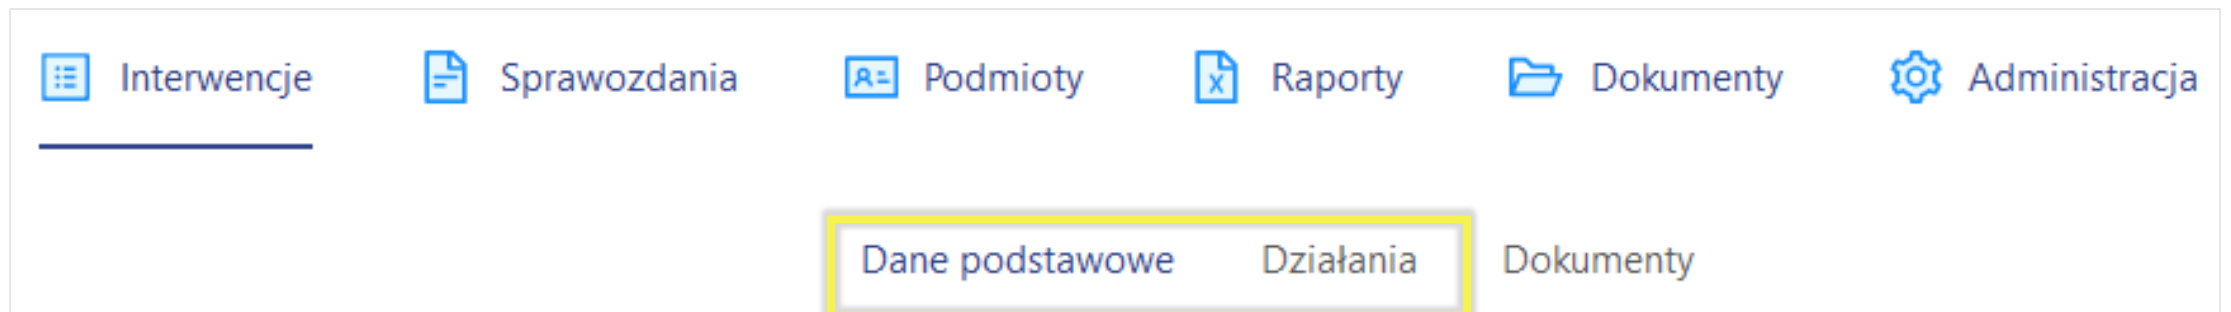 Interwencje Sprawozdania Podmioty Raporty Dokumenty Administracja
Dane podstawowe Działania Dokumenty